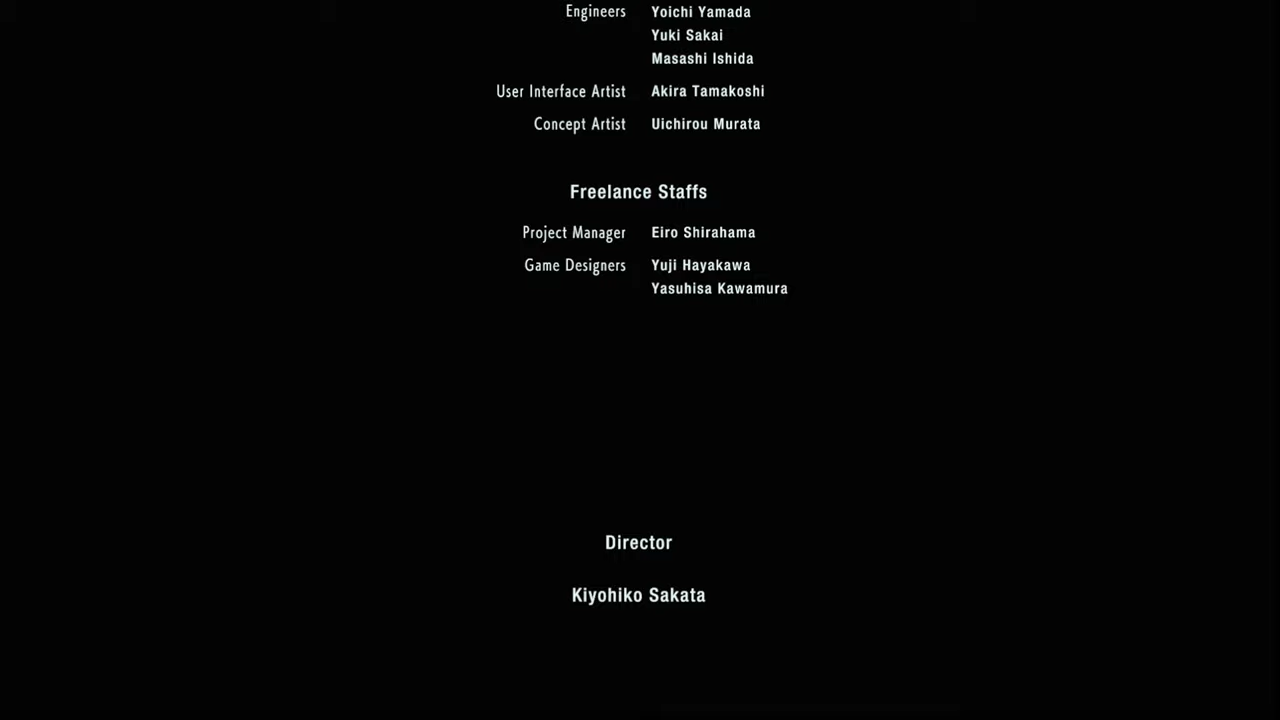 Engineers Yoichi Yamada
Yuki Sakai
Masashi Ishida
User Interface Artist Akira Tamakoshi
Concept Artist Uichirou Murata
Freelance Staffs
Project Manager Eiro Shirahama
Game Designers Yuji Hayakawa
Yasuhisa Kawamura
Director
Kiyohiko Sakata